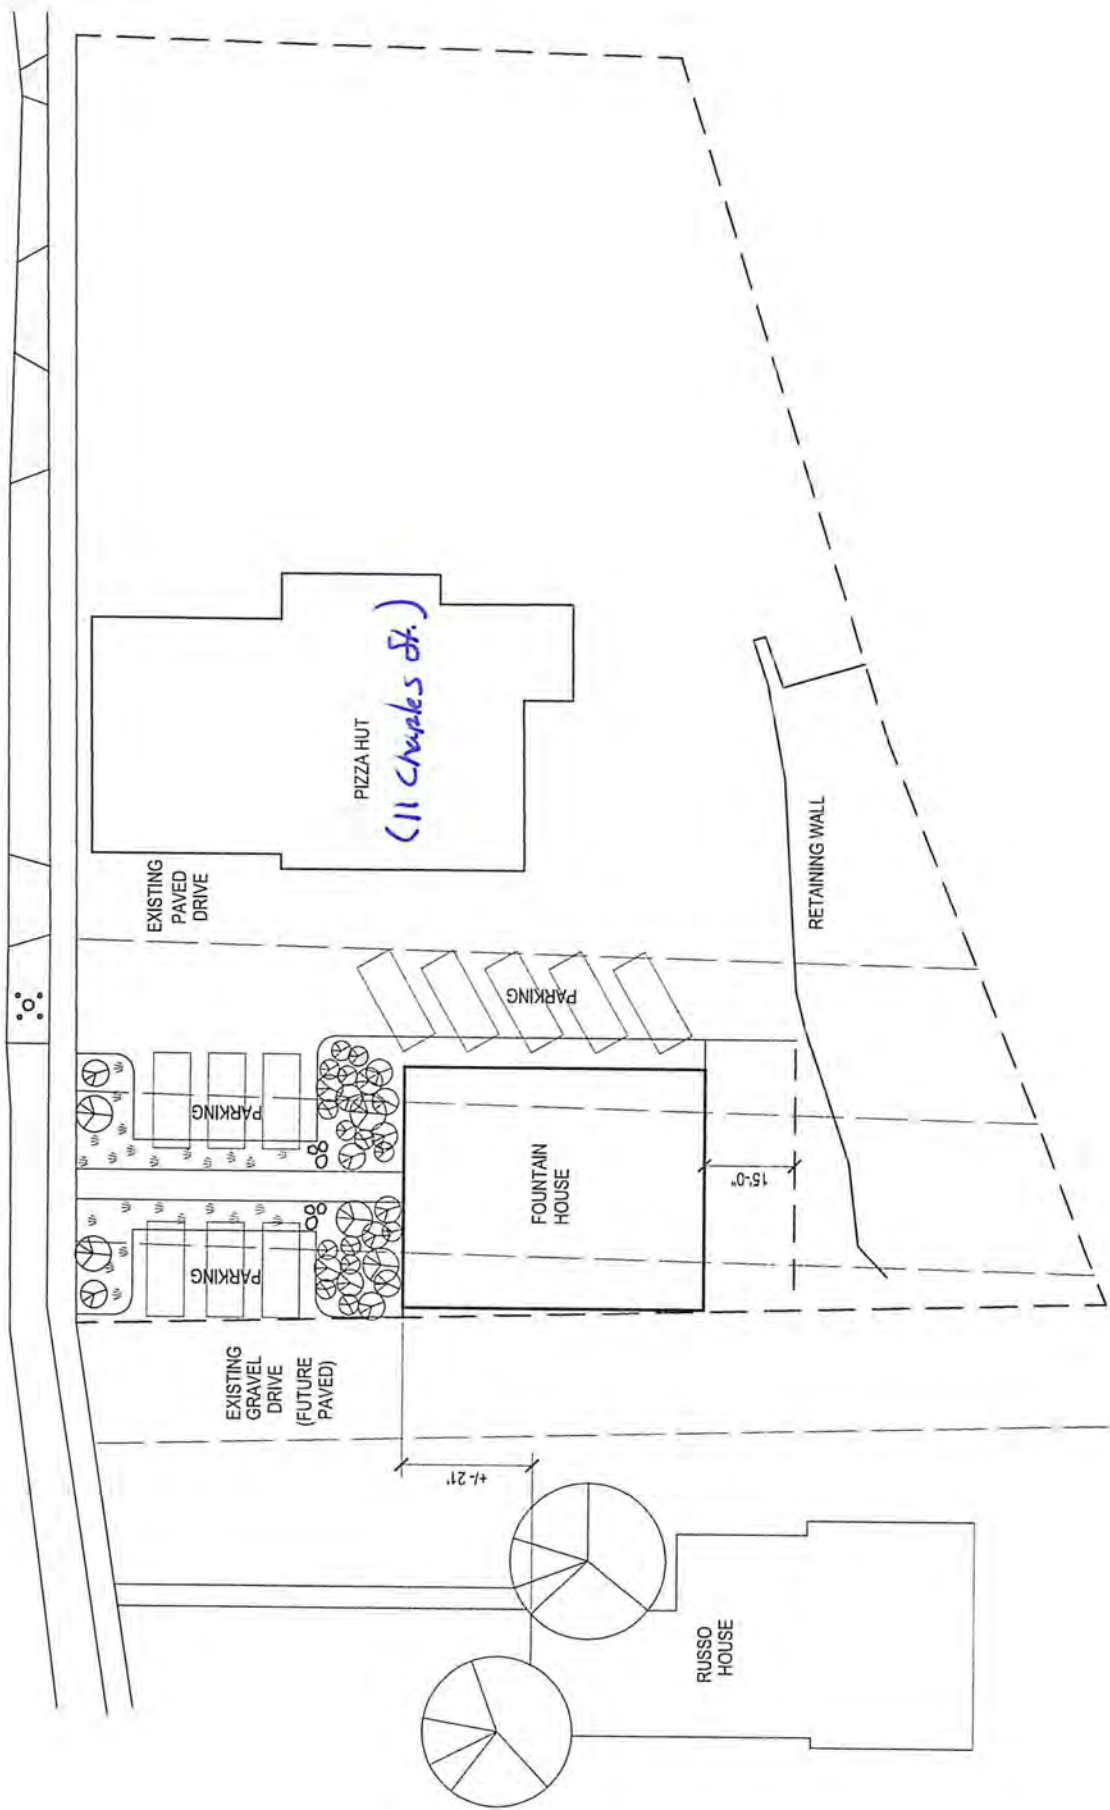 EXISTING
PAVED
DRIVE
PIZZA HUT
(11 Charles St.)
PARKING
RETAINING WALL
PARKING
PARKING
FOUNTAIN
HOUSE
15'-0"
EXISTING
GRAVEL
DRIVE
(FUTURE
PAVED)
+/- 21'
RUSSO
HOUSE